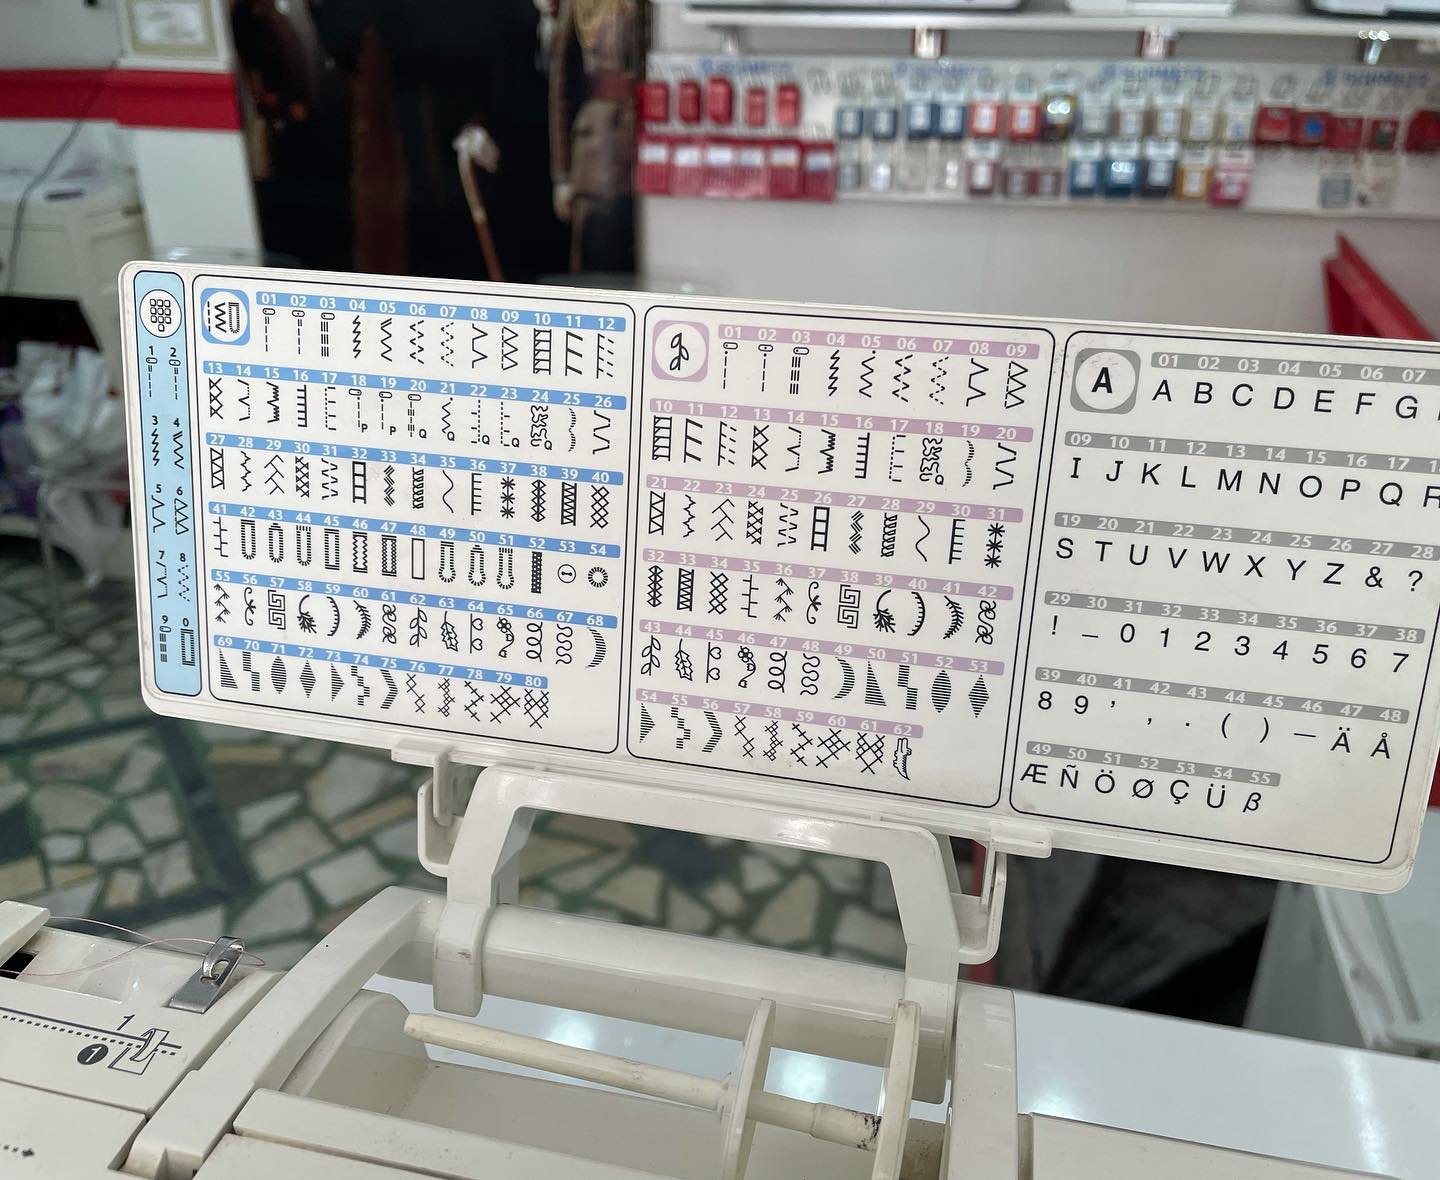 1 2
3 4
5 6
7 8
9 0
01 02 03 04 05 06 07 08 09 10 11 12
13 14 15 16 17 18 19 20 21 22 23 24 25 26
P P Q Q Q Q Q
27 28 29 30 31 32 33 34 35 36 37 38 39 40
41 42 43 44 45 46 47 48 49 50 51 52 53 54
55 56 57 58 59 60 61 62 63 64 65 66 67 68
69 70 71 72 73 74 75 76 77 78 79 80
01 02 03 04 05 06 07 08 09
10 11 12 13 14 15 16 17 18 19 20
Q
21 22 23 24 25 26 27 28 29 30 31
32 33 34 35 36 37 38 39 40 41 42
43 44 45 46 47 48 49 50 51 52 53
54 55 56 57 58 59 60 61 62
A
01 02 03 04 05 06 07
A B C D E F G
09 10 11 12 13 14 15 16 17
I J K L M N O P Q R
19 20 21 22 23 24 25 26 27 28
S T U V W X Y Z & ?
29 30 31 32 33 34 35 36 37 38
! _ 0 1 2 3 4 5 6 7
39 40 41 42 43 44 45 46 47 48
8 9 ' , · ( ) – Ä Å
49 50 51 52 53 54 55
Æ Ñ Ö Ø Ç Ü ß
SCHMETZ SCHMETZ SCHMETZ SCHMETZ
1
1